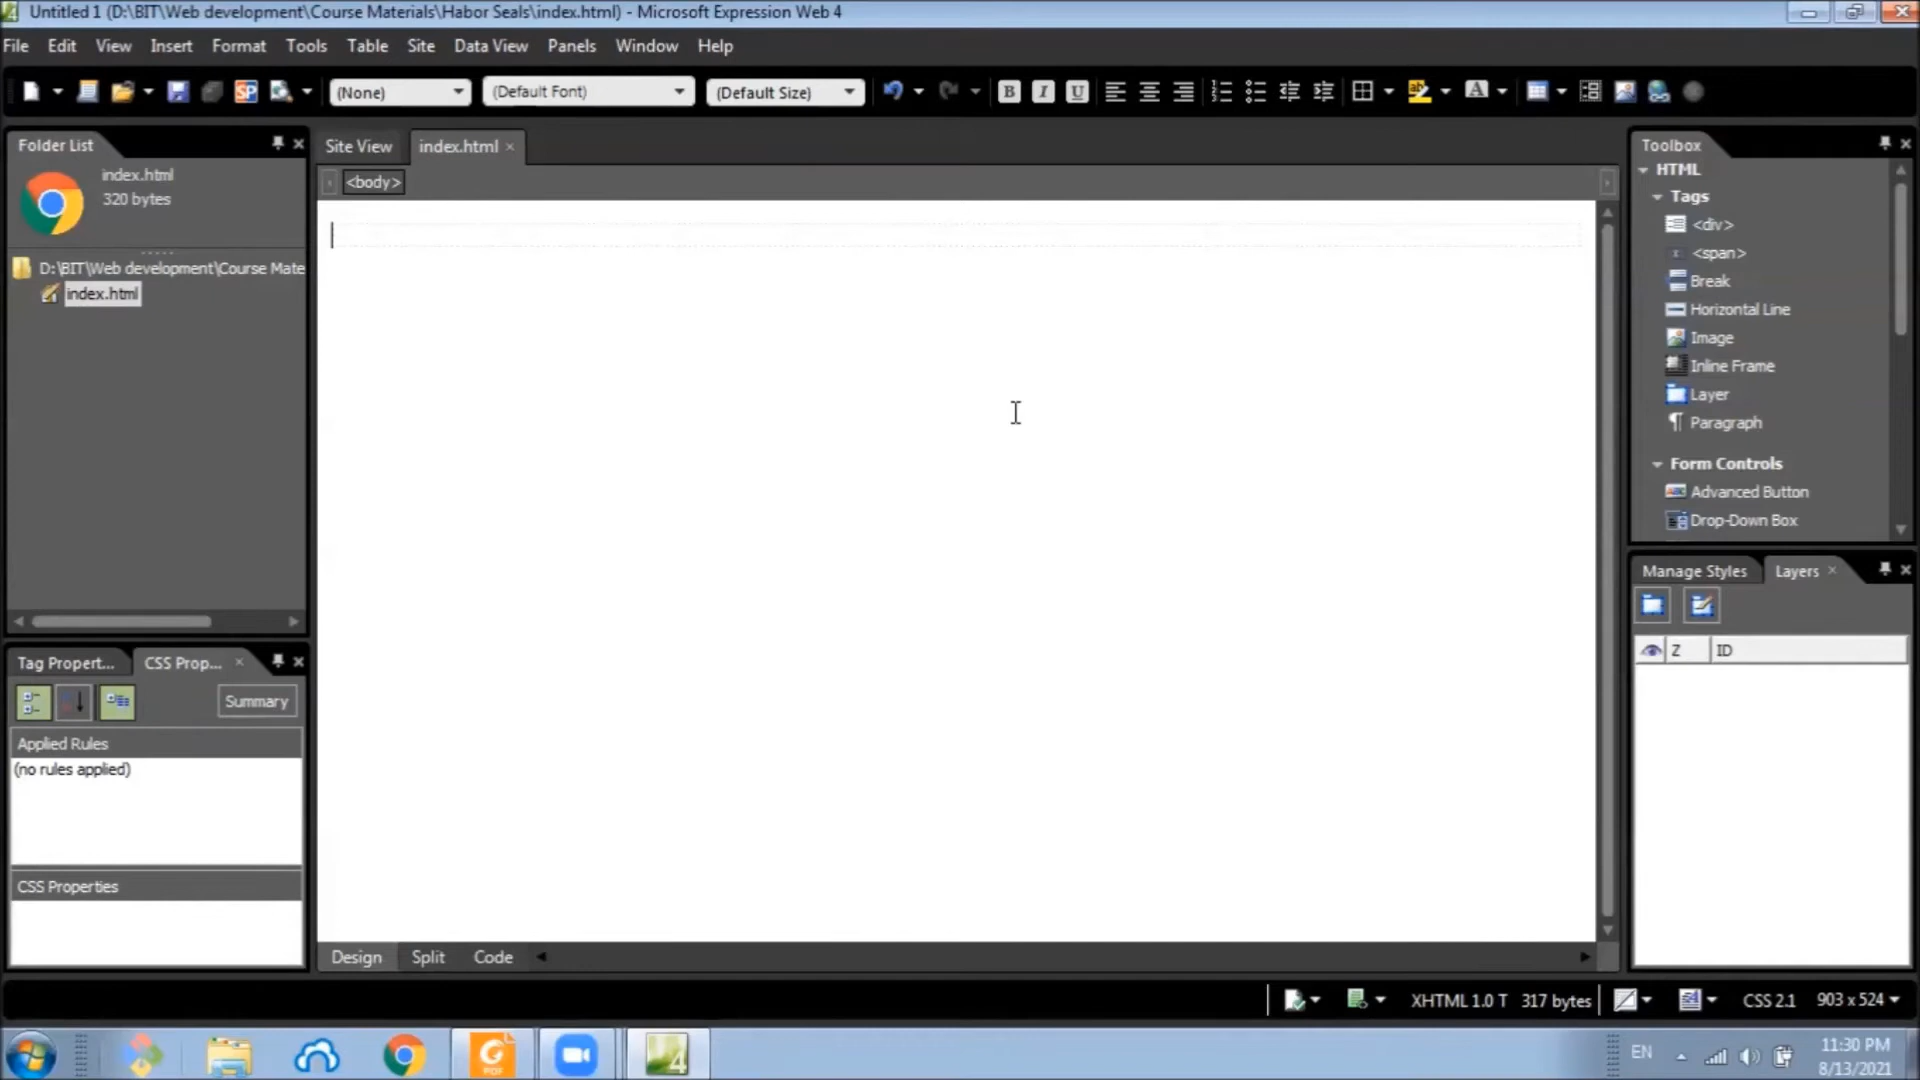 Untitled 1 (D:\BIT\Web development\Course Materials\Habor Seals\index.html) - Microsoft Expression Web 4
File Edit View Insert Format Tools Table Site Data View Panels Window Help
SP (None) (Default Font) (Default Size) B I U ab A
Folder List
index.html
320 bytes
D:\BIT\Web development\Course Mate
index.html
Site View index.html
<body>
Toolbox
HTML
Tags
<div>
<span>
Break
Horizontal Line
Image
Inline Frame
Layer
Paragraph
Form Controls
Advanced Button
Drop-Down Box
Tag Propert... CSS Prop...
Summary
Applied Rules
(no rules applied)
CSS Properties
Manage Styles Layers
Z ID
Design Split Code
XHTML 1.0 T 317 bytes CSS 2.1 903 x 524
PDF
4
EN
11:30 PM
8/13/2021